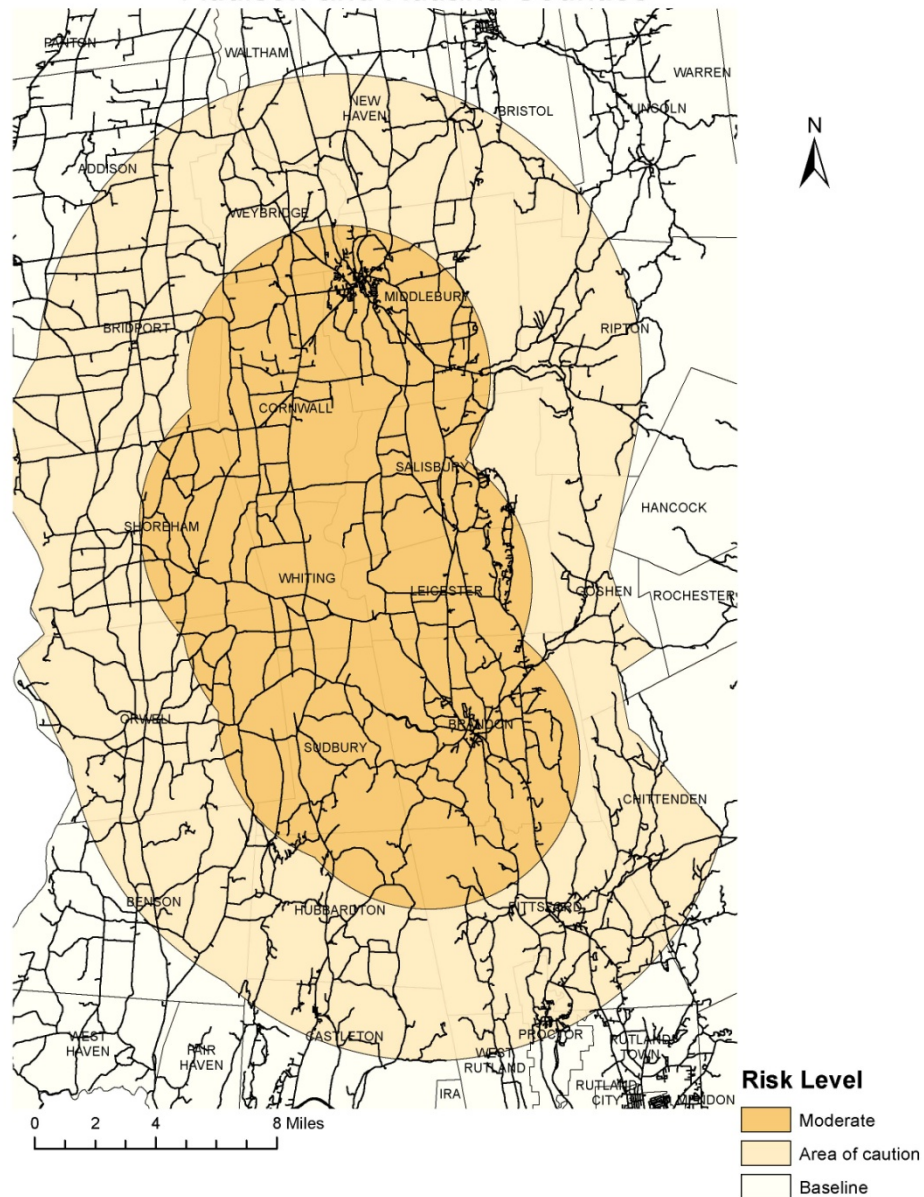 PANTON
WALTHAM
WARREN
NEW
HAVEN
BRISTOL
LINCOLN
N
ADDISON
WEYBRIDGE
MIDDLEBURY
BRIDPORT
RIPTON
CORNWALL
SALISBURY
HANCOCK
SHOREHAM
WHITING
LEICESTER
GOSHEN
ROCHESTER
ORWELL
BRANDON
SUDBURY
CHITTENDEN
BENSON
HUBBARDTON
PITTSFORD
WEST
HAVEN
FAIR
HAVEN
CASTLETON
PROCTOR
WEST
RUTLAND
RUTLAND
TOWN
IRA
RUTLAND
CITY
MENDON
0 2 4 8 Miles
Risk Level
Moderate
Area of caution
Baseline